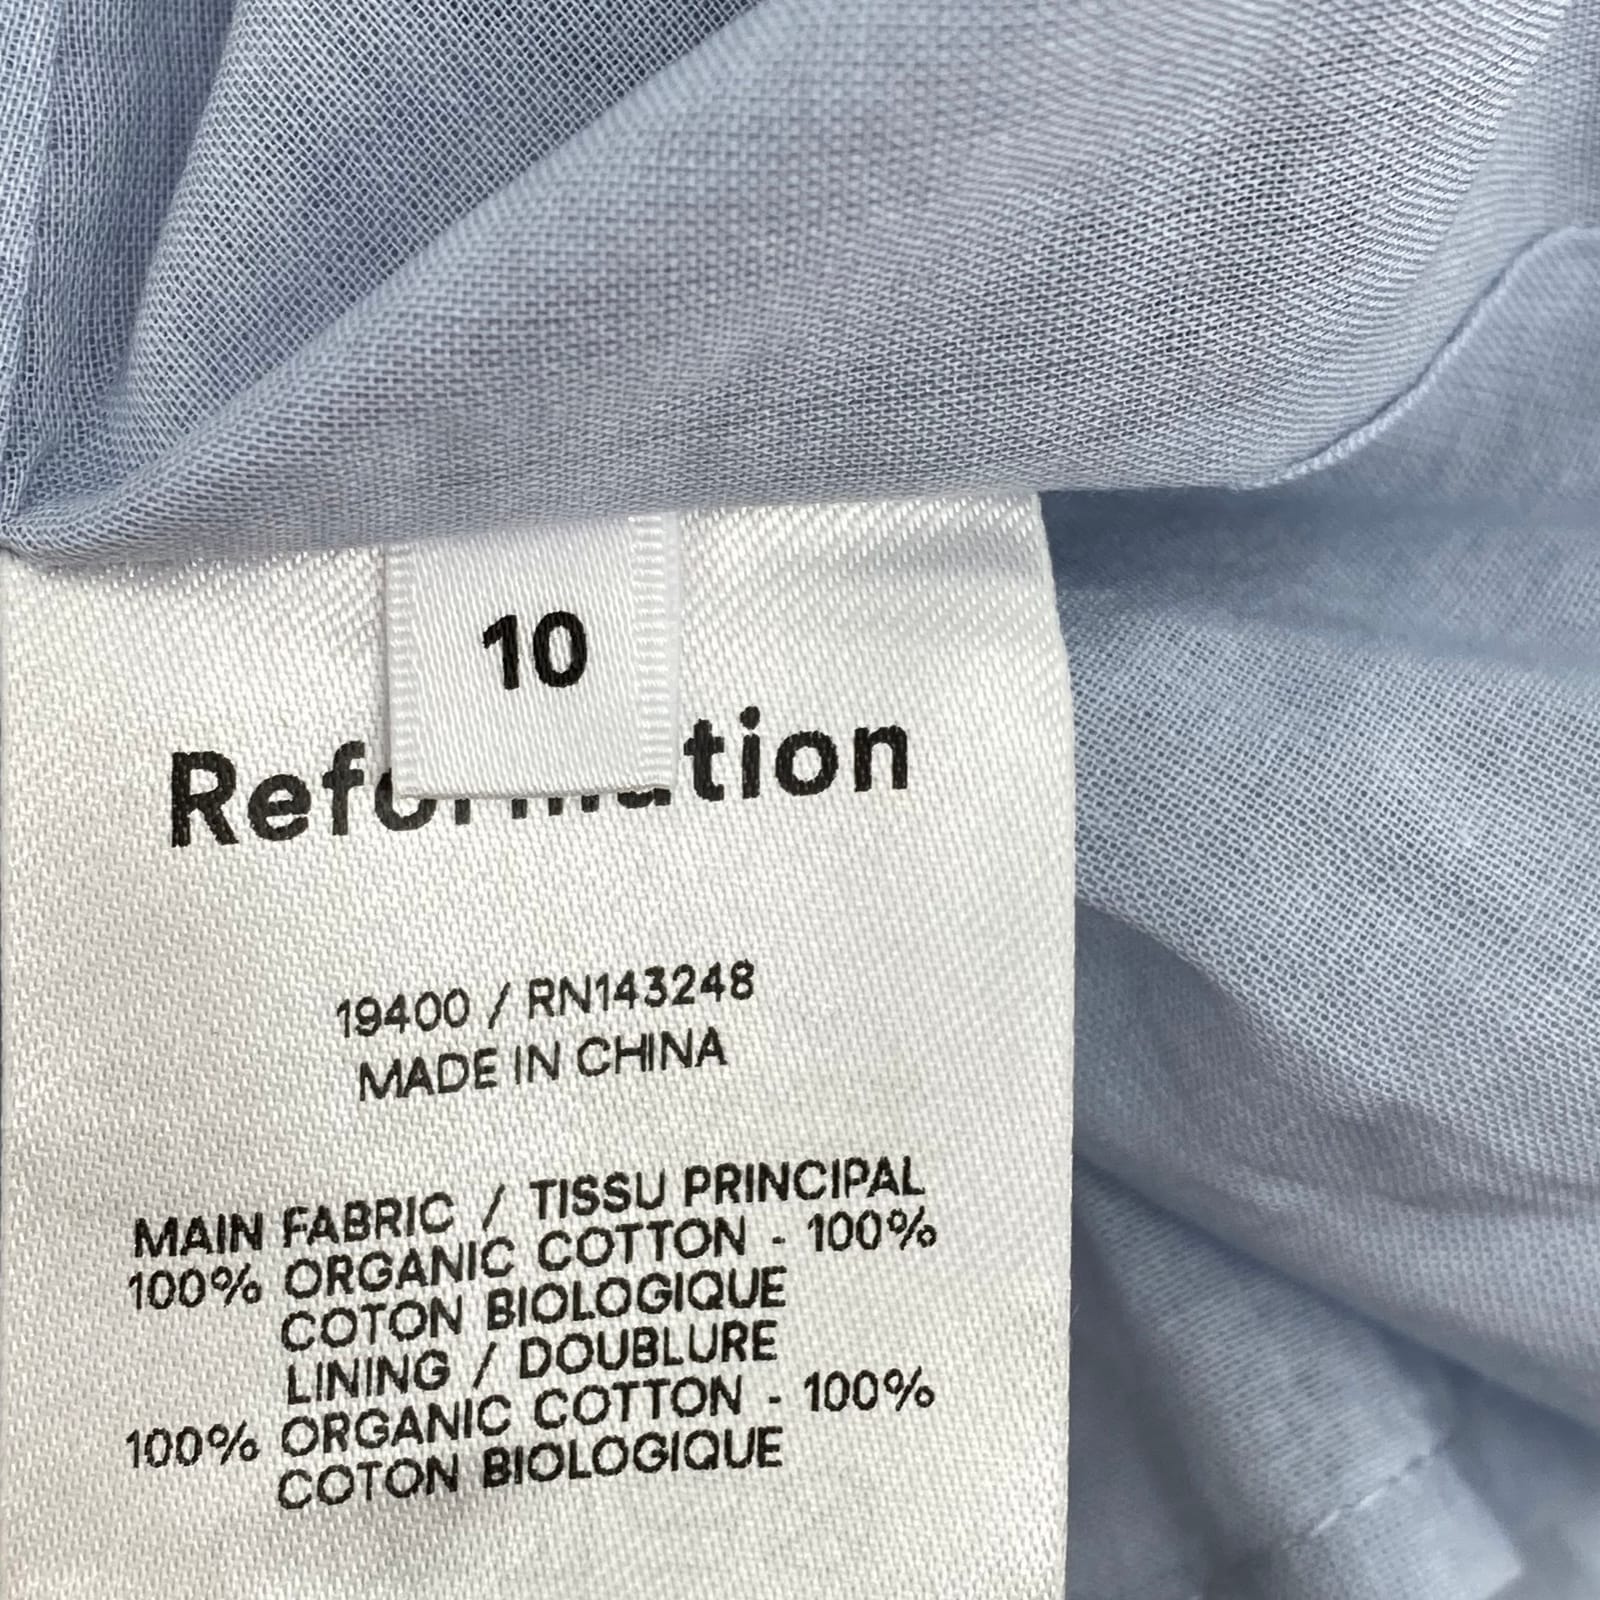 10
Reformation
19400 / RN143248
MADE IN CHINA
MAIN FABRIC / TISSU PRINCIPAL
100% ORGANIC COTTON - 100%
COTON BIOLOGIQUE
LINING / DOUBLURE
100% ORGANIC COTTON - 100%
COTON BIOLOGIQUE